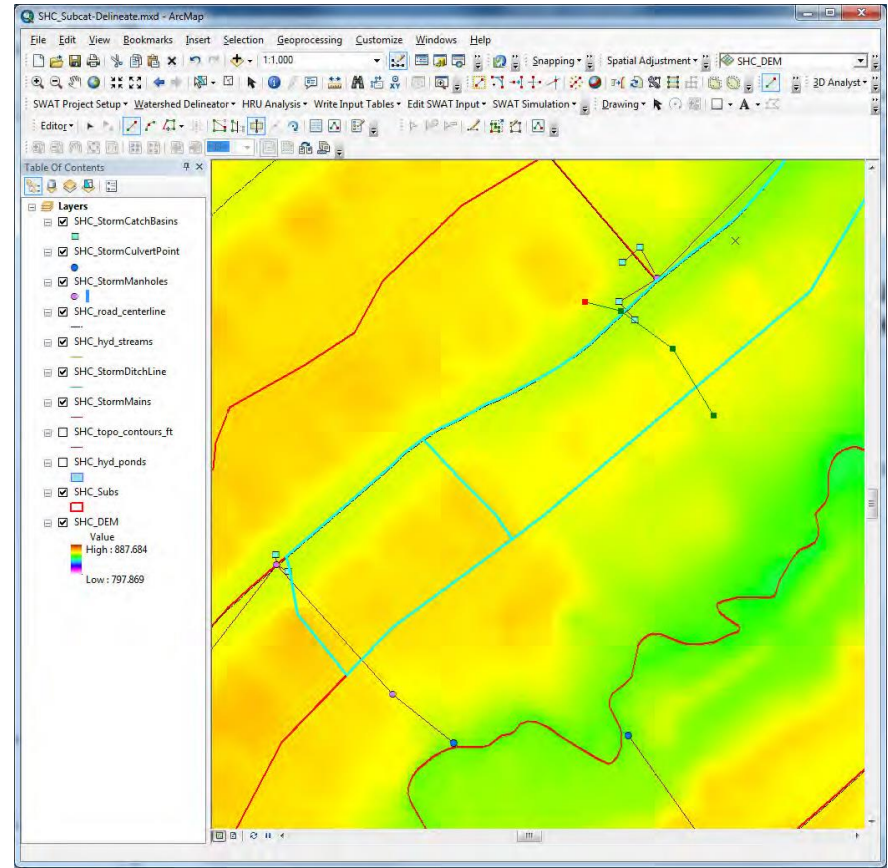 SHC_Subcat-Delineate.mxd - ArcMap
File Edit View Bookmarks Insert Selection Geoprocessing Customize Windows Help
1:1.000 Snapping Spatial Adjustment SHC_DEM
3D Analyst
SWAT Project Setup Watershed Delineator HRU Analysis Write Input Tables Edit SWAT Input SWAT Simulation Drawing A
Editor
Table Of Contents
Layers
SHC_StormCatchBasins
SHC_StormCulvertPoint
SHC_StormManholes
SHC_road_centerline
SHC_hyd_streams
SHC_StormDitchLine
SHC_StormMains
SHC_topo_contours_ft
SHC_hyd_ponds
SHC_Subs
SHC_DEM
Value
High : 887.684
Low : 797.869